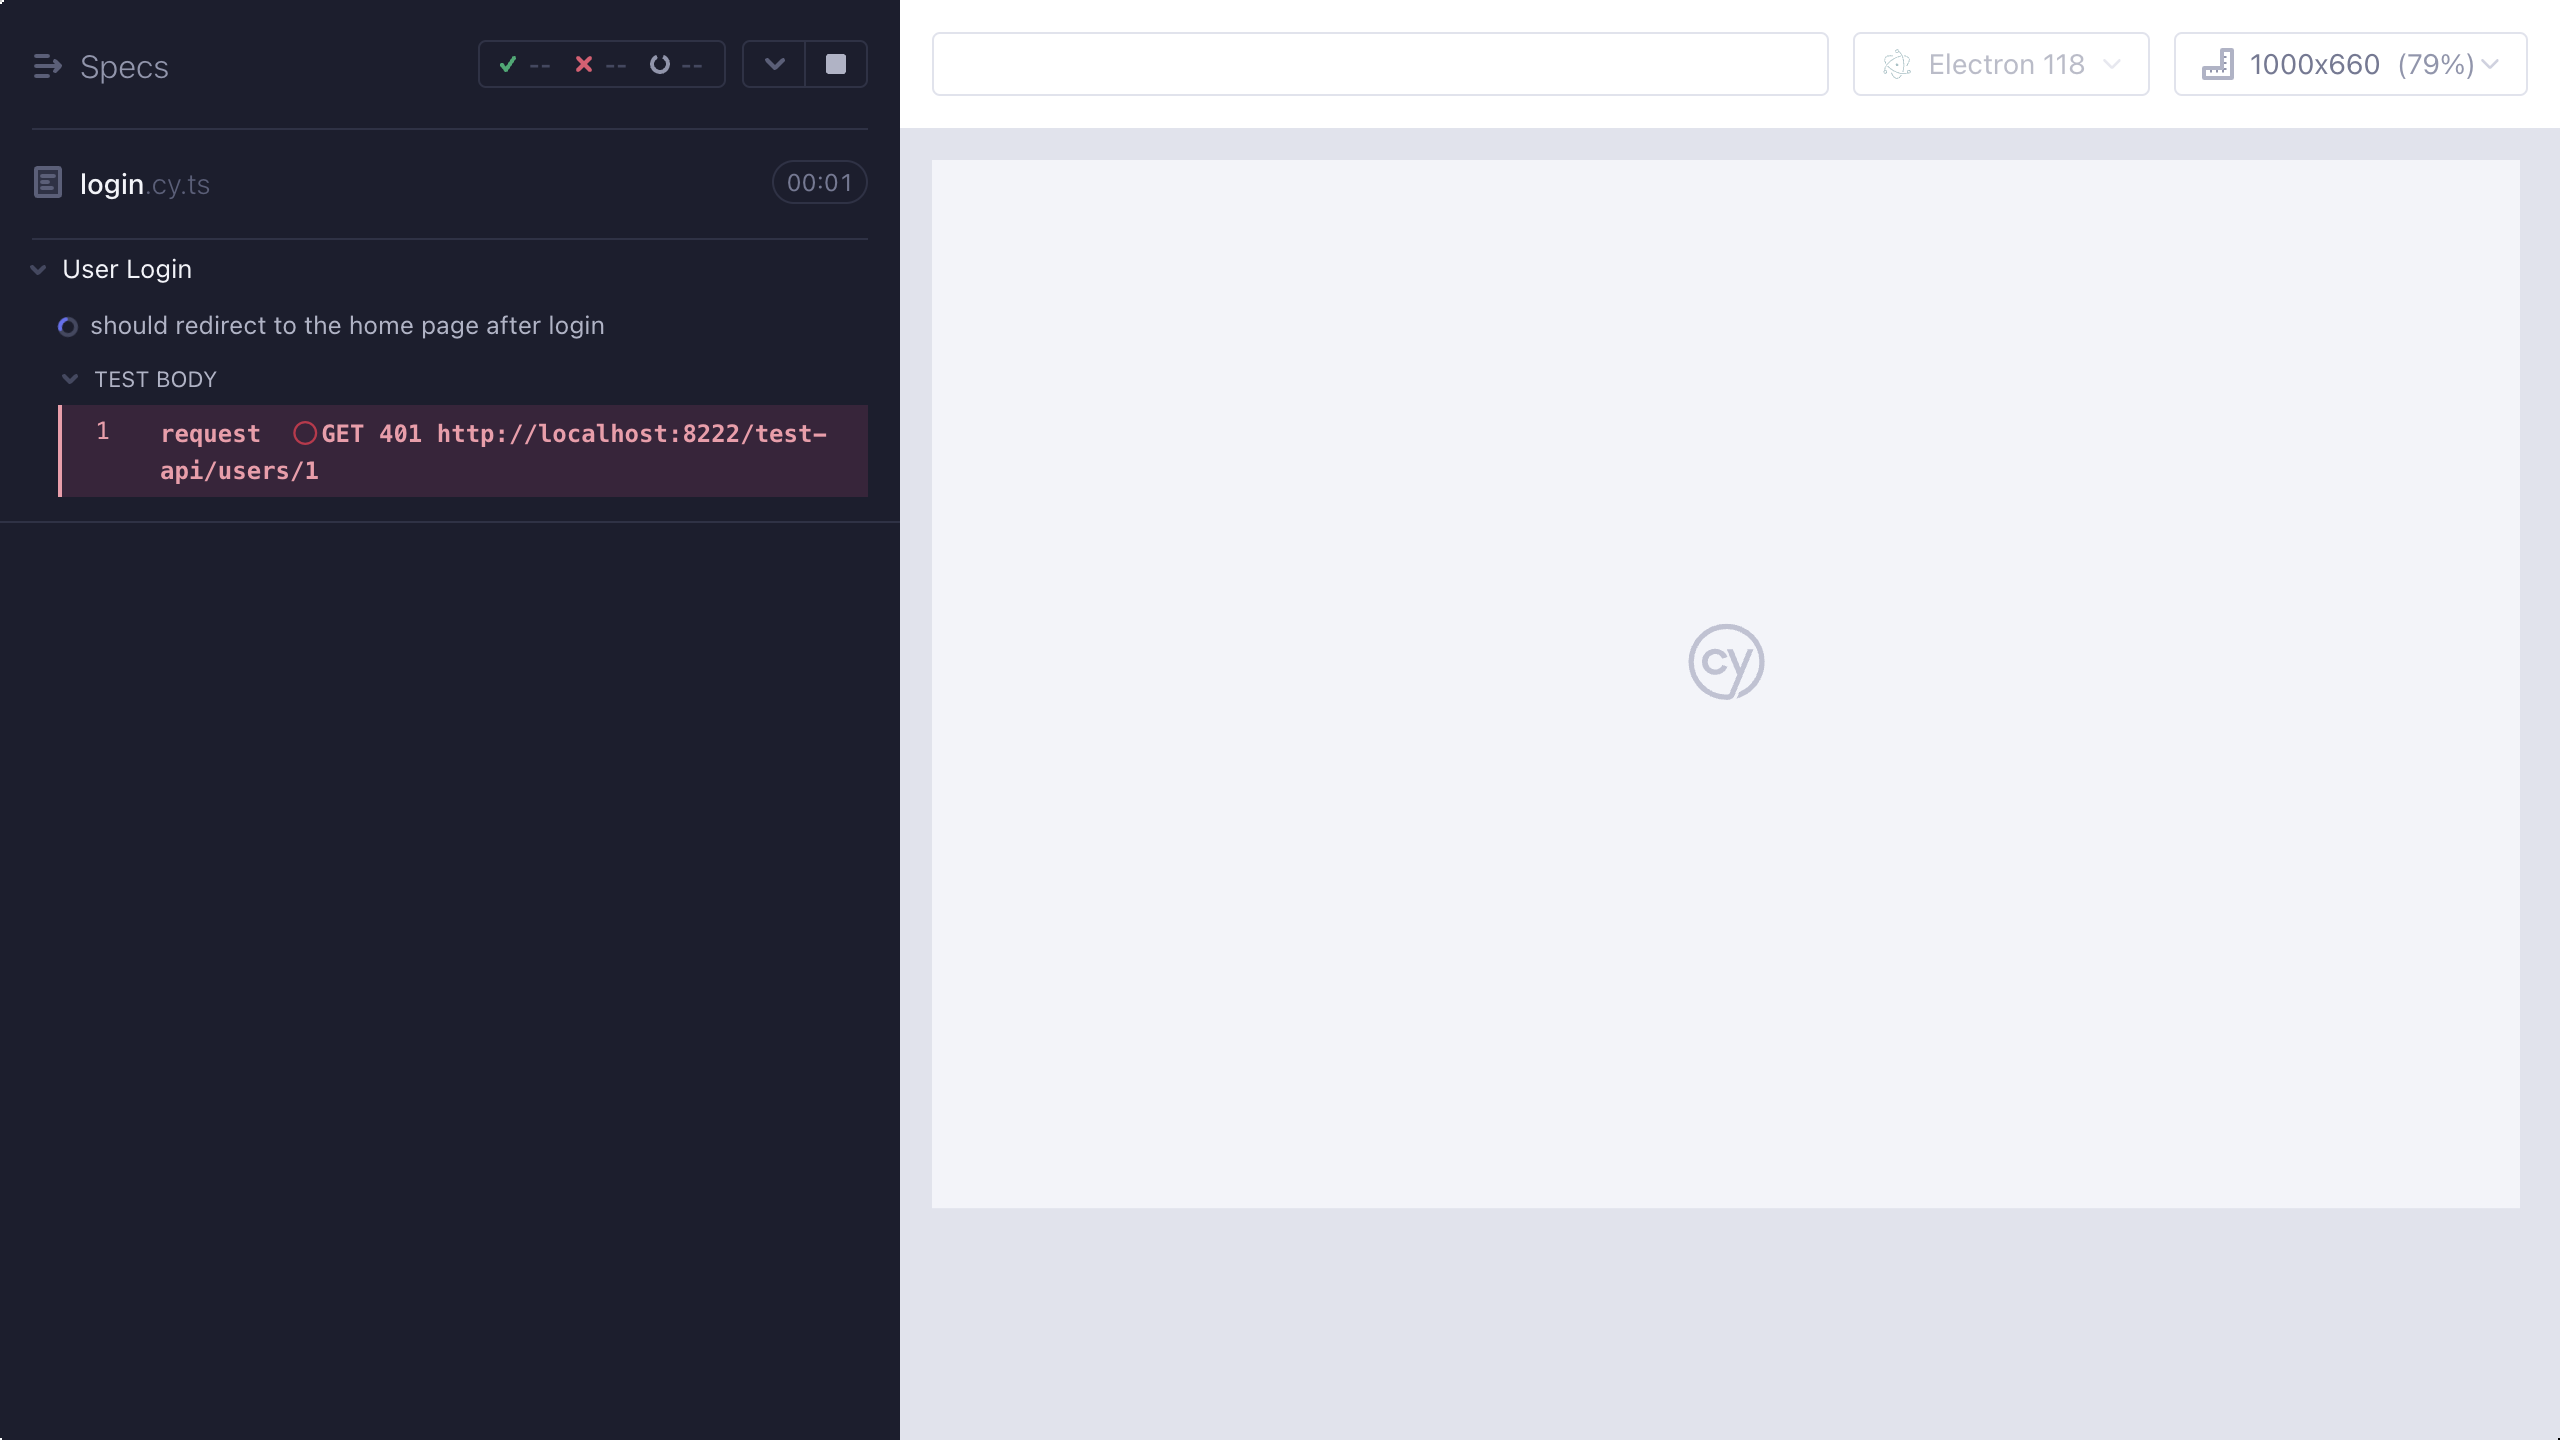 Specs
-- -- --
Electron 118
1000x660 (79%)
login.cy.ts
00:01
User Login
should redirect to the home page after login
TEST BODY
1 request GET 401 http://localhost:8222/test-
api/users/1
cy